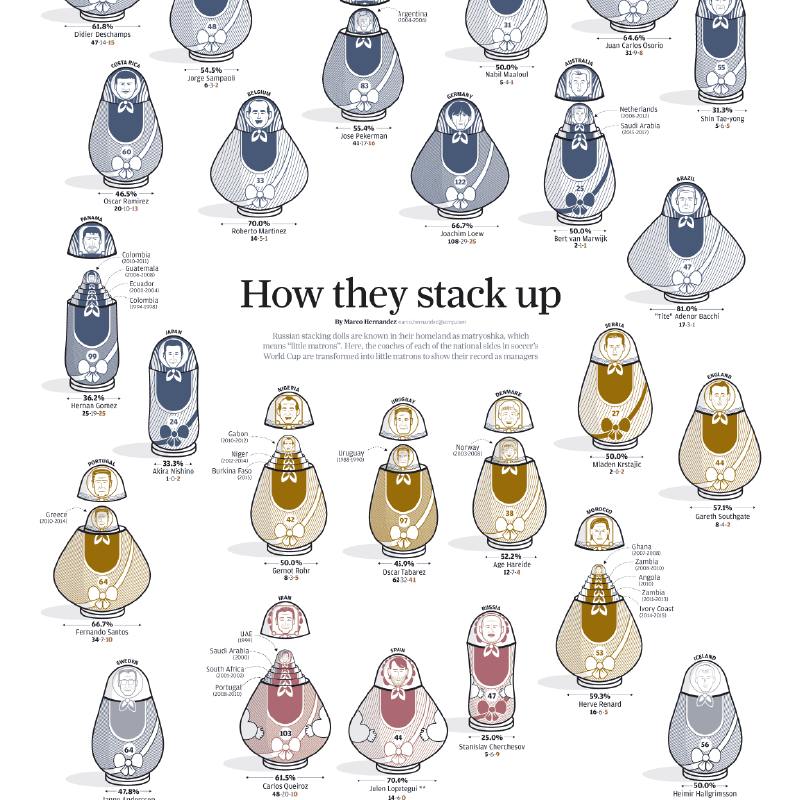 61.8%
Didier Deschamps
47-14-15
48
54.5%
Jorge Sampaoli
6-3-2
Argentina
(2004-2006)
83
55.4%
Jose Pekerman
41-17-16
31
50.0%
Nabil Maaloul
5-4-1
64.6%
Juan Carlos Osorio
31-9-8
55
31.3%
Shin Tae-yong
5-6-5
COSTA RICA
60
46.5%
Oscar Ramirez
20-10-13
BELGIUM
33
70.0%
Roberto Martinez
14-5-1
GERMANY
122
66.7%
Joachim Loew
108-29-25
AUSTRALIA
Netherlands
(2008-2012)
Saudi Arabia
(2015-2017)
25
50.0%
Bert van Marwijk
2-1-1
BRAZIL
47
81.0%
"Tite" Adenor Bacchi
17-3-1
PANAMA
Colombia
(2010-2011)
Guatemala
(2006-2008)
Ecuador
Colombia
99
36.2%
Hernan Gomez
25-19-25
How they stack up
By Marco Hernandez
Russian stacking dolls are known in their homeland as matryoshka, which
means "little matrons". Here, the coaches of each of the national sides in soccer's
World Cup are transformed into little matrons to show their record as managers
JAPAN
24
33.3%
Akira Nishino
1-0-2
NIGERIA
Gabon
(2010-2012)
Niger
(2012-2014)
Burkina Faso
(2015)
42
50.0%
Gernot Rohr
8-3-5
URUGUAY
Uruguay
(1988-1990)
97
45.9%
Oscar Tabarez
62-32-41
DENMARK
Norway
(2003-2008)
38
52.2%
Age Hareide
12-7-4
SERBIA
27
50.0%
Mladen Krstajic
2-0-2
ENGLAND
44
57.1%
Gareth Southgate
8-4-2
PORTUGAL
Greece
(2010-2014)
64
66.7%
Fernando Santos
34-7-10
MOROCCO
Ghana
(2007-2008)
Zambia
(2008-2010)
Angola
(2010)
Zambia
(2011-2013)
Ivory Coast
(2014-2015)
53
59.3%
Herve Renard
16-6-5
IRAN
UAE
(1999)
Saudi Arabia
(2000)
South Africa
(2001-2002)
Portugal
(2008-2010)
103
61.5%
Carlos Queiroz
48-20-10
SPAIN
44
70.0%
Julen Lopetegui **
14-6-0
RUSSIA
47
25.0%
Stanislav Cherchesov
5-6-9
SWEDEN
64
47.8%
Janne Andersson
ICELAND
56
50.0%
Heimir Hallgrimsson